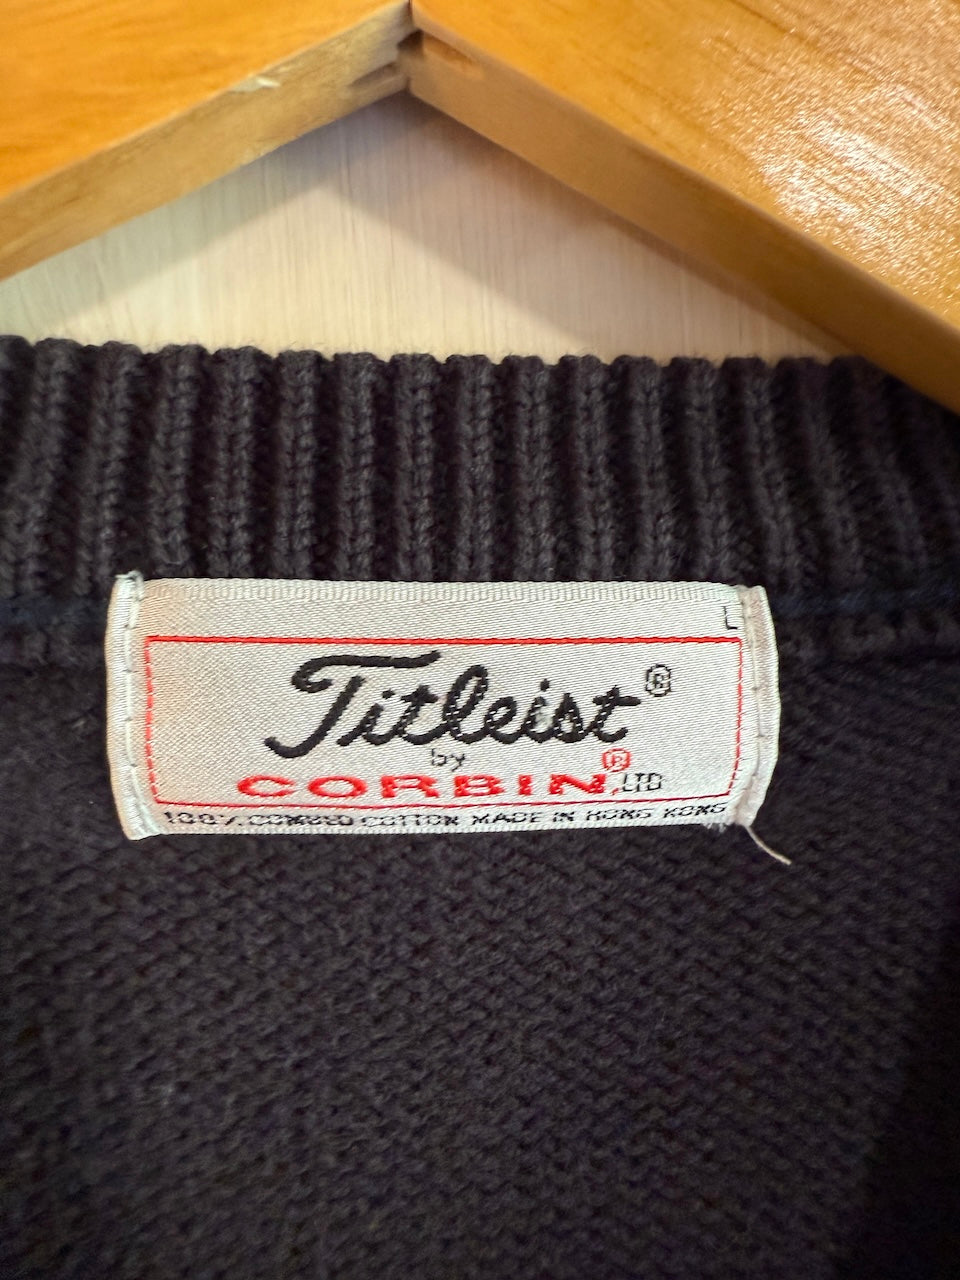 L
Titleist®
by
CORBIN®,LTD
100% COMBED COTTON MADE IN HONG KONG